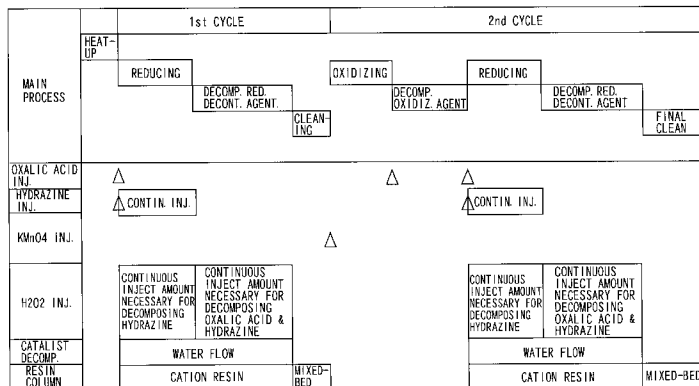 1st CYCLE
2nd CYCLE
MAIN
PROCESS
HEAT-
UP
REDUCING
DECOMP. RED.
DECONT. AGENT.
CLEAN-
ING
OXIDIZING
DECOMP.
OXIDIZ. AGENT
REDUCING
DECOMP. RED.
DECONT. AGENT
FINAL
CLEAN
OXALIC ACID
INJ.
HYDRAZINE
INJ.
CONTIN. INJ.
CONTIN. INJ.
KMnO4 INJ.
H2O2 INJ.
CONTINUOUS
INJECT AMOUNT
NECESSARY FOR
DECOMPOSING
HYDRAZINE
CONTINUOUS
INJECT AMOUNT
NECESSARY FOR
DECOMPOSING
OXALIC ACID &
HYDRAZINE
CONTINUOUS
INJECT AMOUNT
NECESSARY FOR
DECOMPOSING
HYDRAZINE
CONTINUOUS
INJECT AMOUNT
NECESSARY FOR
DECOMPOSING
OXALIC ACID &
HYDRAZINE
CATALIST
DECOMP.
WATER FLOW
WATER FLOW
RESIN
COLUMN
CATION RESIN
MIXED-
BED
CATION RESIN
MIXED-BED